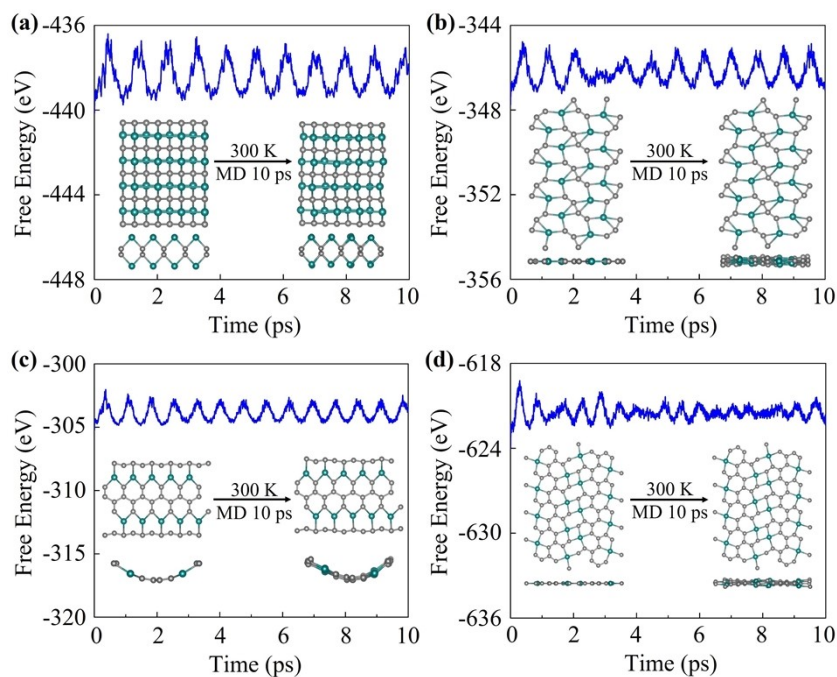 (a)
-436
-440
-444
-448
Free Energy (eV)
300 K
MD 10 ps
0 2 4 6 8 10
Time (ps)
(b)
-344
-348
-352
-356
Free Energy (eV)
300 K
MD 10 ps
0 2 4 6 8 10
Time (ps)
(c)
-300
-305
-310
-315
-320
Free Energy (eV)
300 K
MD 10 ps
0 2 4 6 8 10
Time (ps)
(d)
-618
-624
-630
-636
Free Energy (eV)
300 K
MD 10 ps
0 2 4 6 8 10
Time (ps)